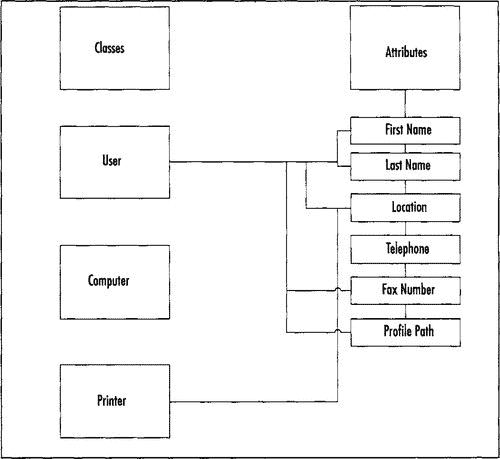 Classes
Attributes
First Name
User
Last Name
Location
Telephone
Computer
Fax Number
Profile Path
Printer